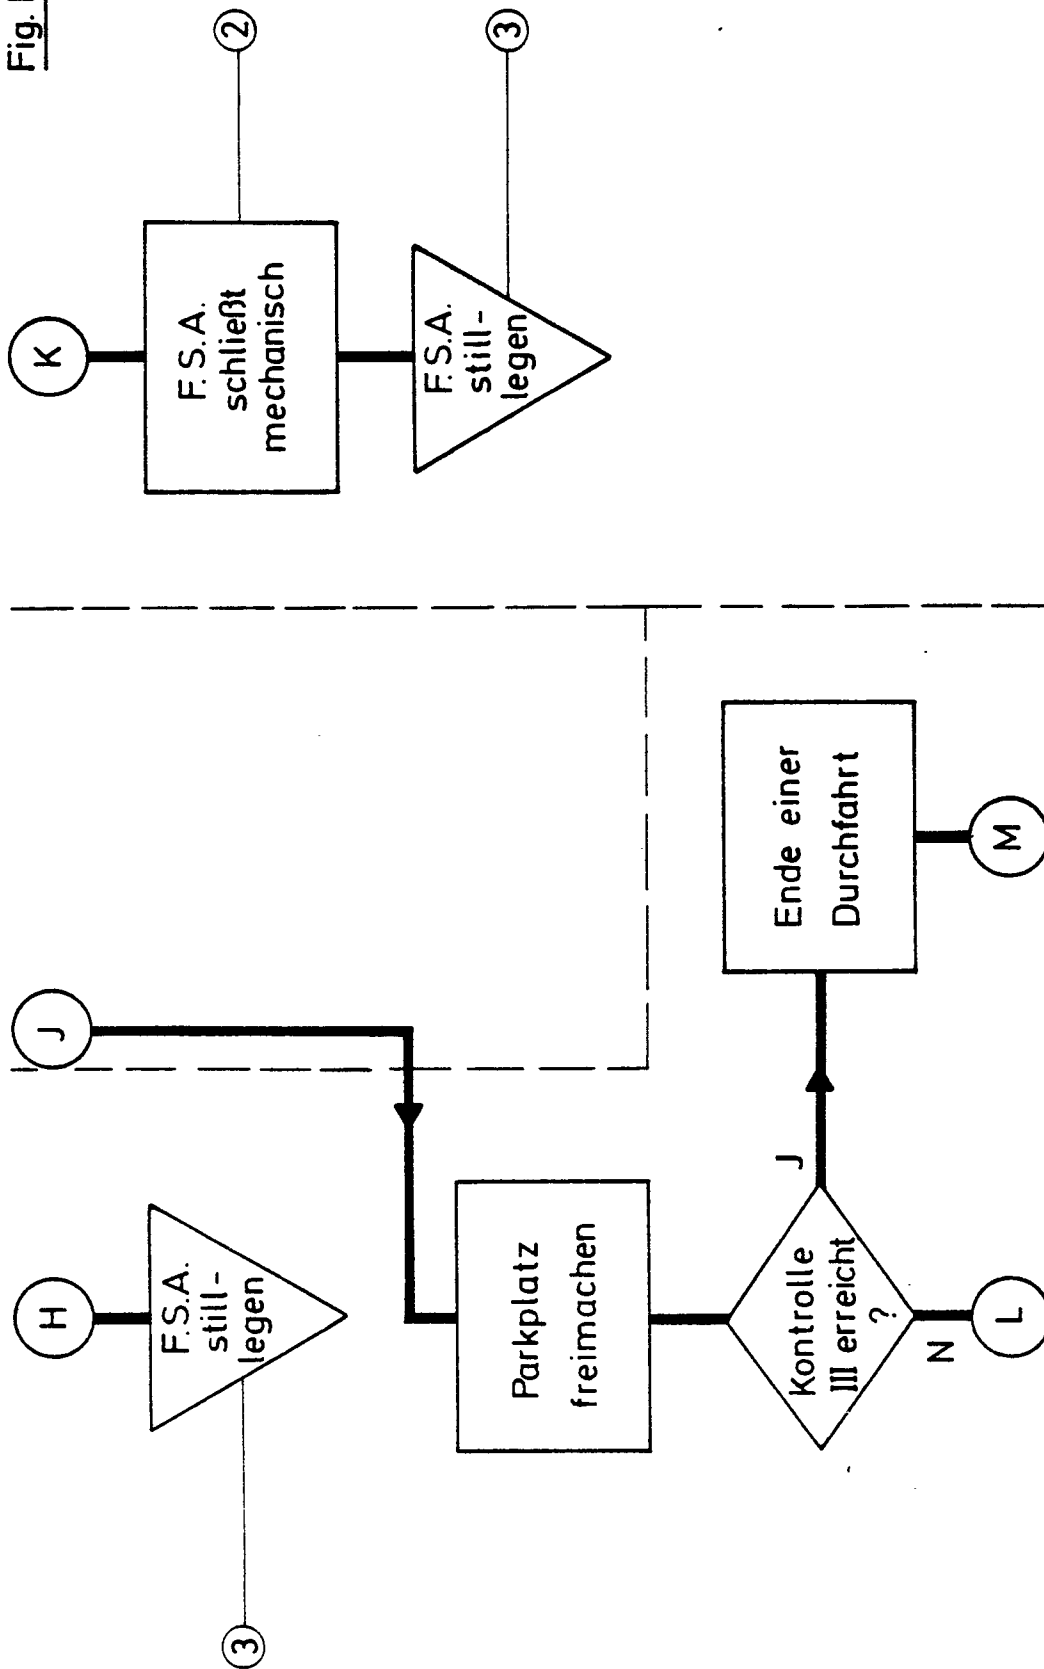 Fig.
H
J
K
3
F.S.A.
still-
legen
F.S.A.
schließt
mechanisch
2
F.S.A.
still-
legen
3
Parkplatz
freimachen
Kontrolle
III erreicht
?
J
N
Ende einer
Durchfahrt
L
M